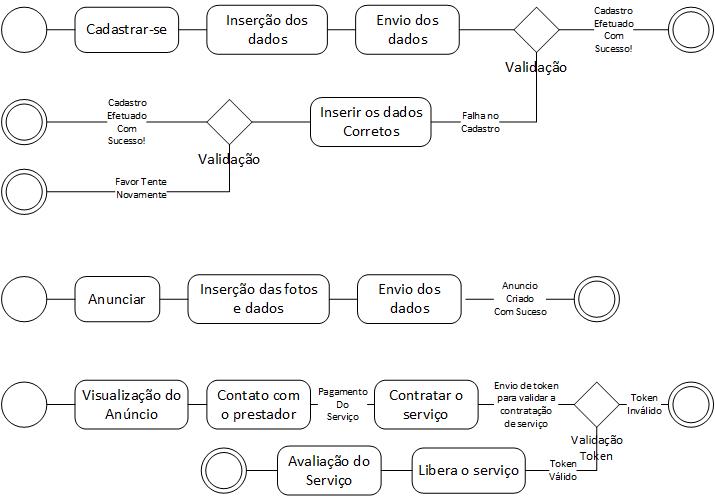 Cadastrar-se
Inserção dos
dados
Envio dos
dados
Validação
Cadastro
Efetuado
Com
Sucesso!
Cadastro
Efetuado
Com
Sucesso!
Validação
Inserir os dados
Corretos
Falha no
Cadastro
Favor Tente
Novamente
Anunciar
Inserção das fotos
e dados
Envio dos
dados
Anuncio
Criado
Com Suceso
Visualização do
Anúncio
Contato com
o prestador
Pagamento
Do
Serviço
Contratar o
serviço
Envio de token
para validar a
contratação
de serviço
Validação
Token
Token
Inválido
Avaliação do
Serviço
Libera o serviço
Token
Válido